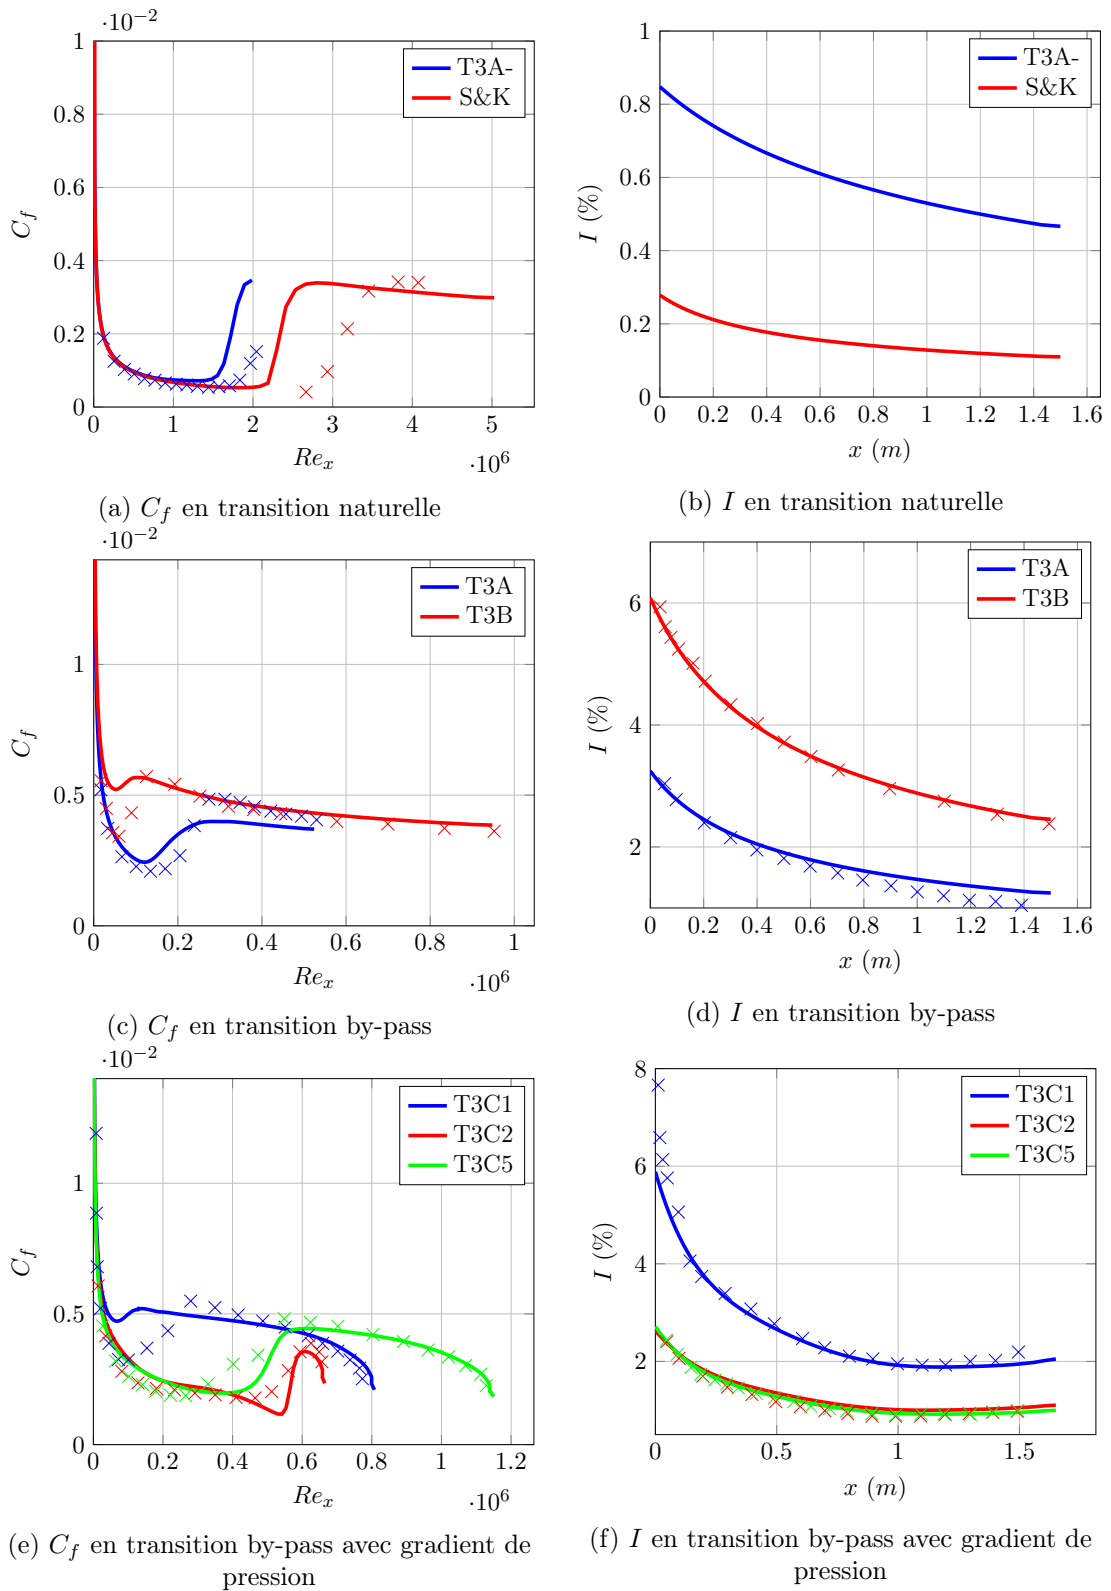 ·10⁻²
1
0.8
0.6
0.4
0.2
0
C_f
T3A-
S&K
0 1 2 3 4 5
Re_x
·10⁶
(a) C_f en transition naturelle
1
0.8
0.6
0.4
0.2
0
I (%)
T3A-
S&K
0 0.2 0.4 0.6 0.8 1 1.2 1.4 1.6
x (m)
(b) I en transition naturelle
·10⁻²
1
0.5
0
C_f
T3A
T3B
0 0.2 0.4 0.6 0.8 1
Re_x
·10⁶
(c) C_f en transition by-pass
6
4
2
I (%)
T3A
T3B
0 0.2 0.4 0.6 0.8 1 1.2 1.4 1.6
x (m)
(d) I en transition by-pass
·10⁻²
1
0.5
0
C_f
T3C1
T3C2
T3C5
0 0.2 0.4 0.6 0.8 1 1.2
Re_x
·10⁶
(e) C_f en transition by-pass avec gradient de
pression
8
6
4
2
I (%)
T3C1
T3C2
T3C5
0 0.5 1 1.5
x (m)
(f) I en transition by-pass avec gradient de
pression